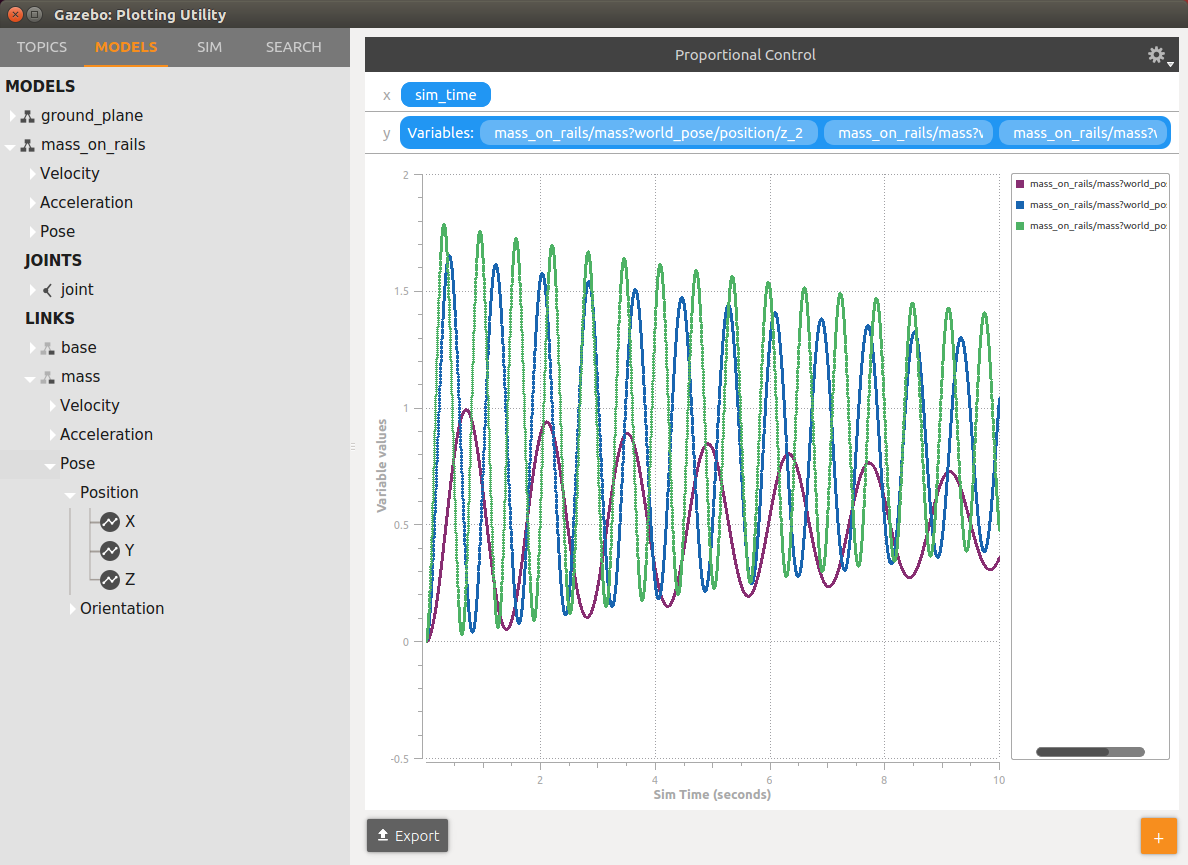 Gazebo: Plotting Utility
TOPICS MODELS SIM SEARCH
MODELS
ground_plane
mass_on_rails
Velocity
Acceleration
Pose
JOINTS
joint
LINKS
base
mass
Velocity
Acceleration
Pose
Position
X
Y
Z
Orientation
Proportional Control
x sim_time
y Variables: mass_on_rails/mass?world_pose/position/z_2 mass_on_rails/mass?v mass_on_rails/mass?v
2
1.5
1
0.5
0
-0.5
Variable values
2 4 6 8 10
Sim Time (seconds)
mass_on_rails/mass?world_po
mass_on_rails/mass?world_po
mass_on_rails/mass?world_po
Export
+